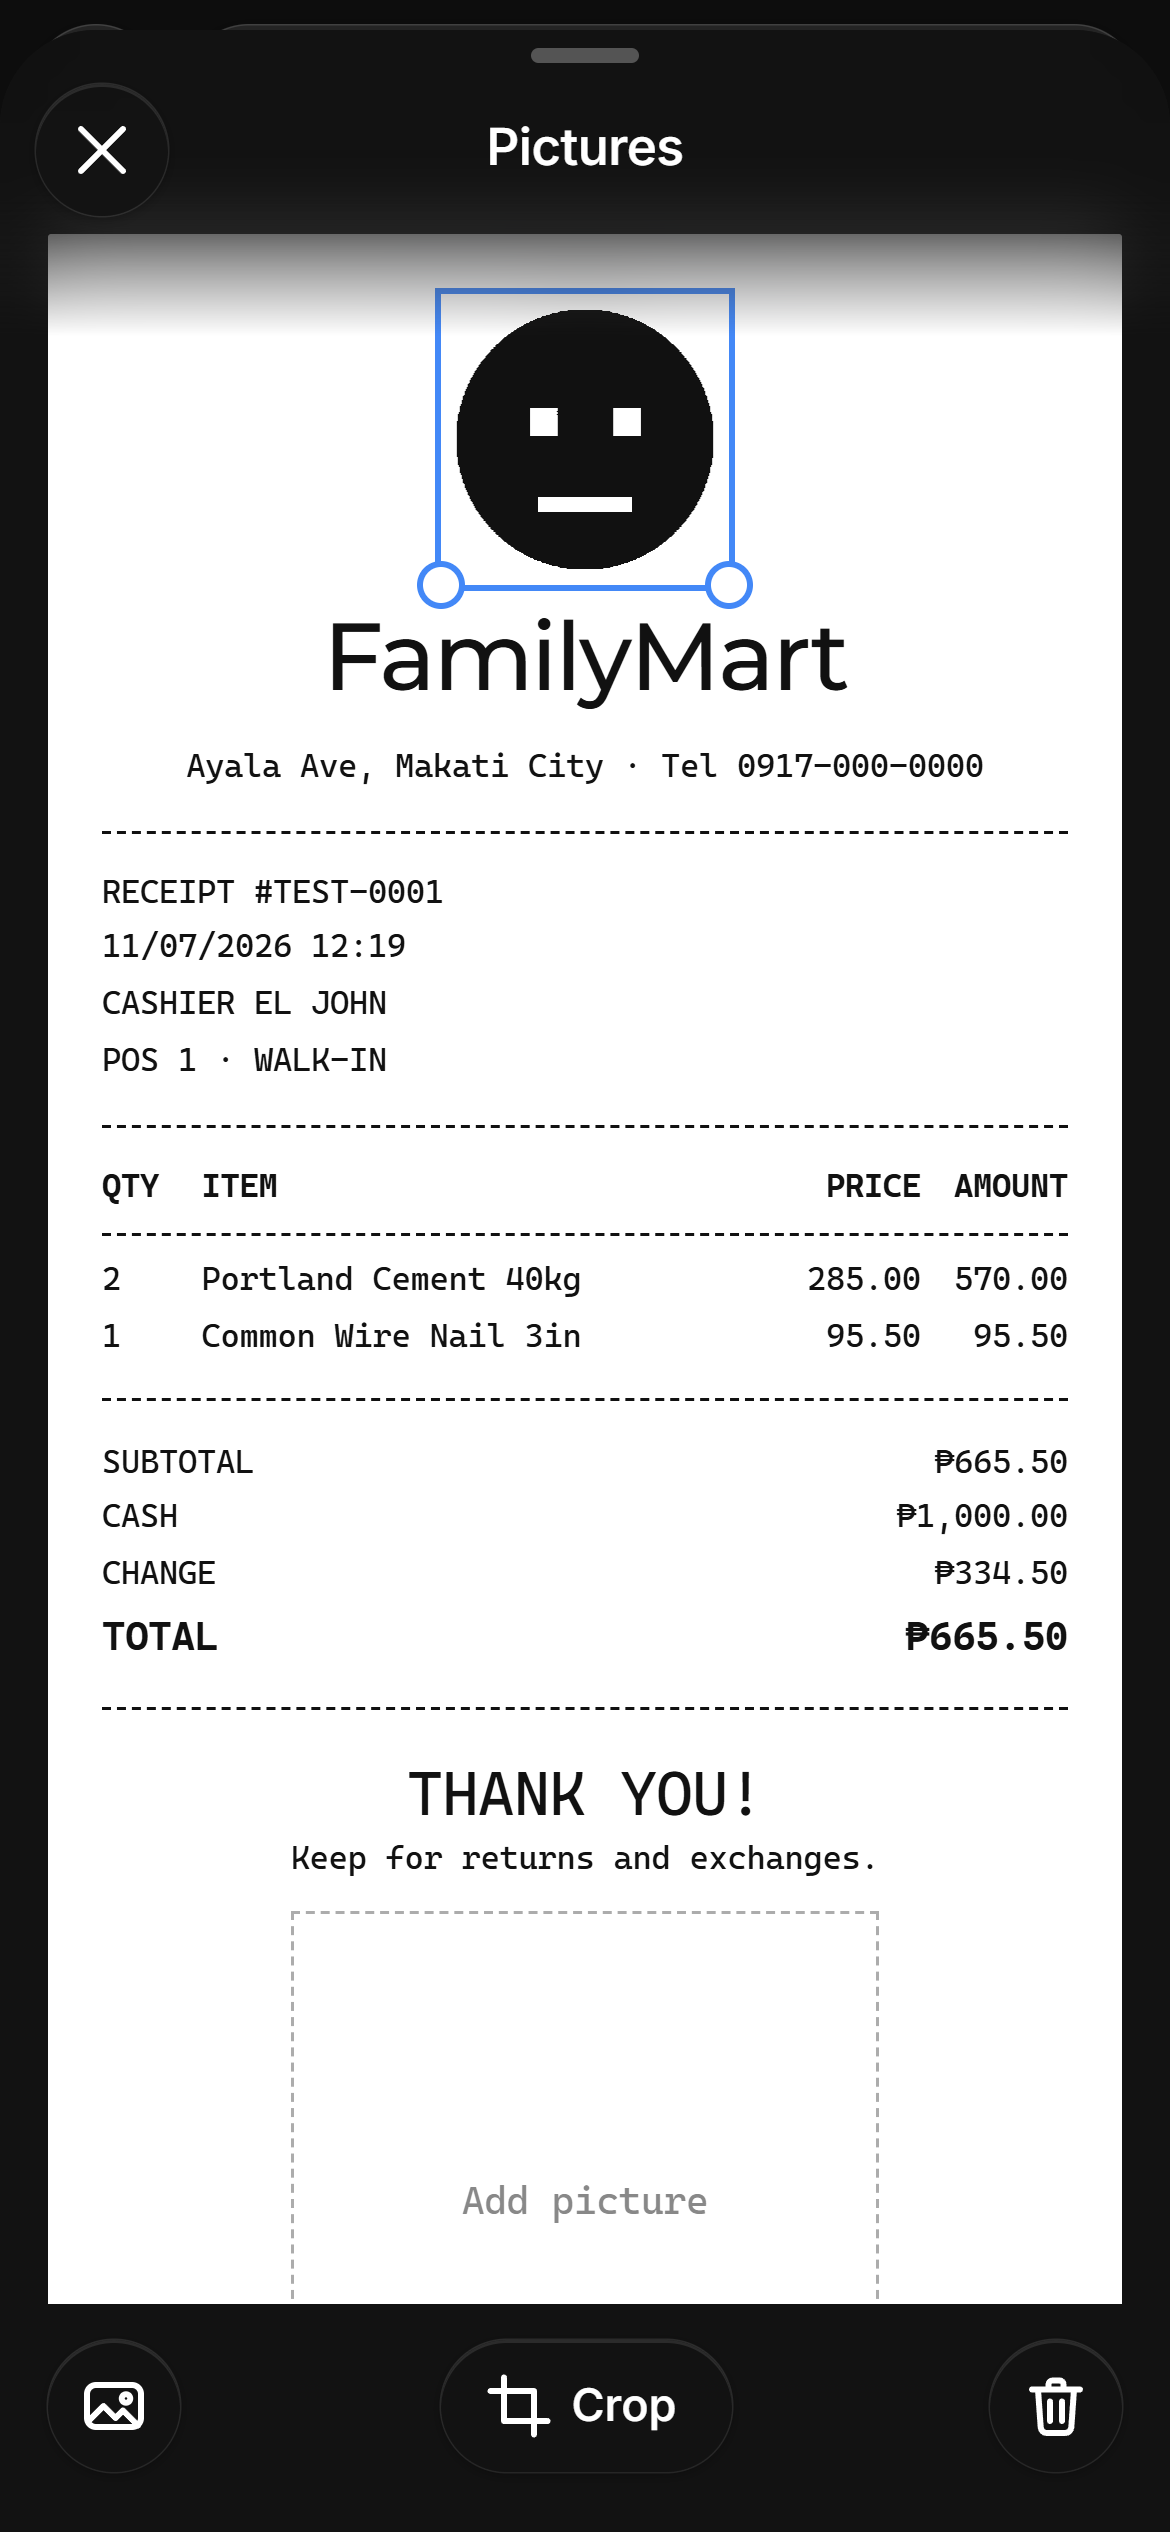 Pictures
FamilyMart
Ayala Ave, Makati City · Tel 0917-000-0000
RECEIPT #TEST-0001
11/07/2026 12:19
CASHIER EL JOHN
POS 1 · WALK-IN
QTY ITEM PRICE AMOUNT
2 Portland Cement 40kg 285.00 570.00
1 Common Wire Nail 3in 95.50 95.50
SUBTOTAL ₱665.50
CASH ₱1,000.00
CHANGE ₱334.50
TOTAL ₱665.50
THANK YOU!
Keep for returns and exchanges.
Add picture
Crop